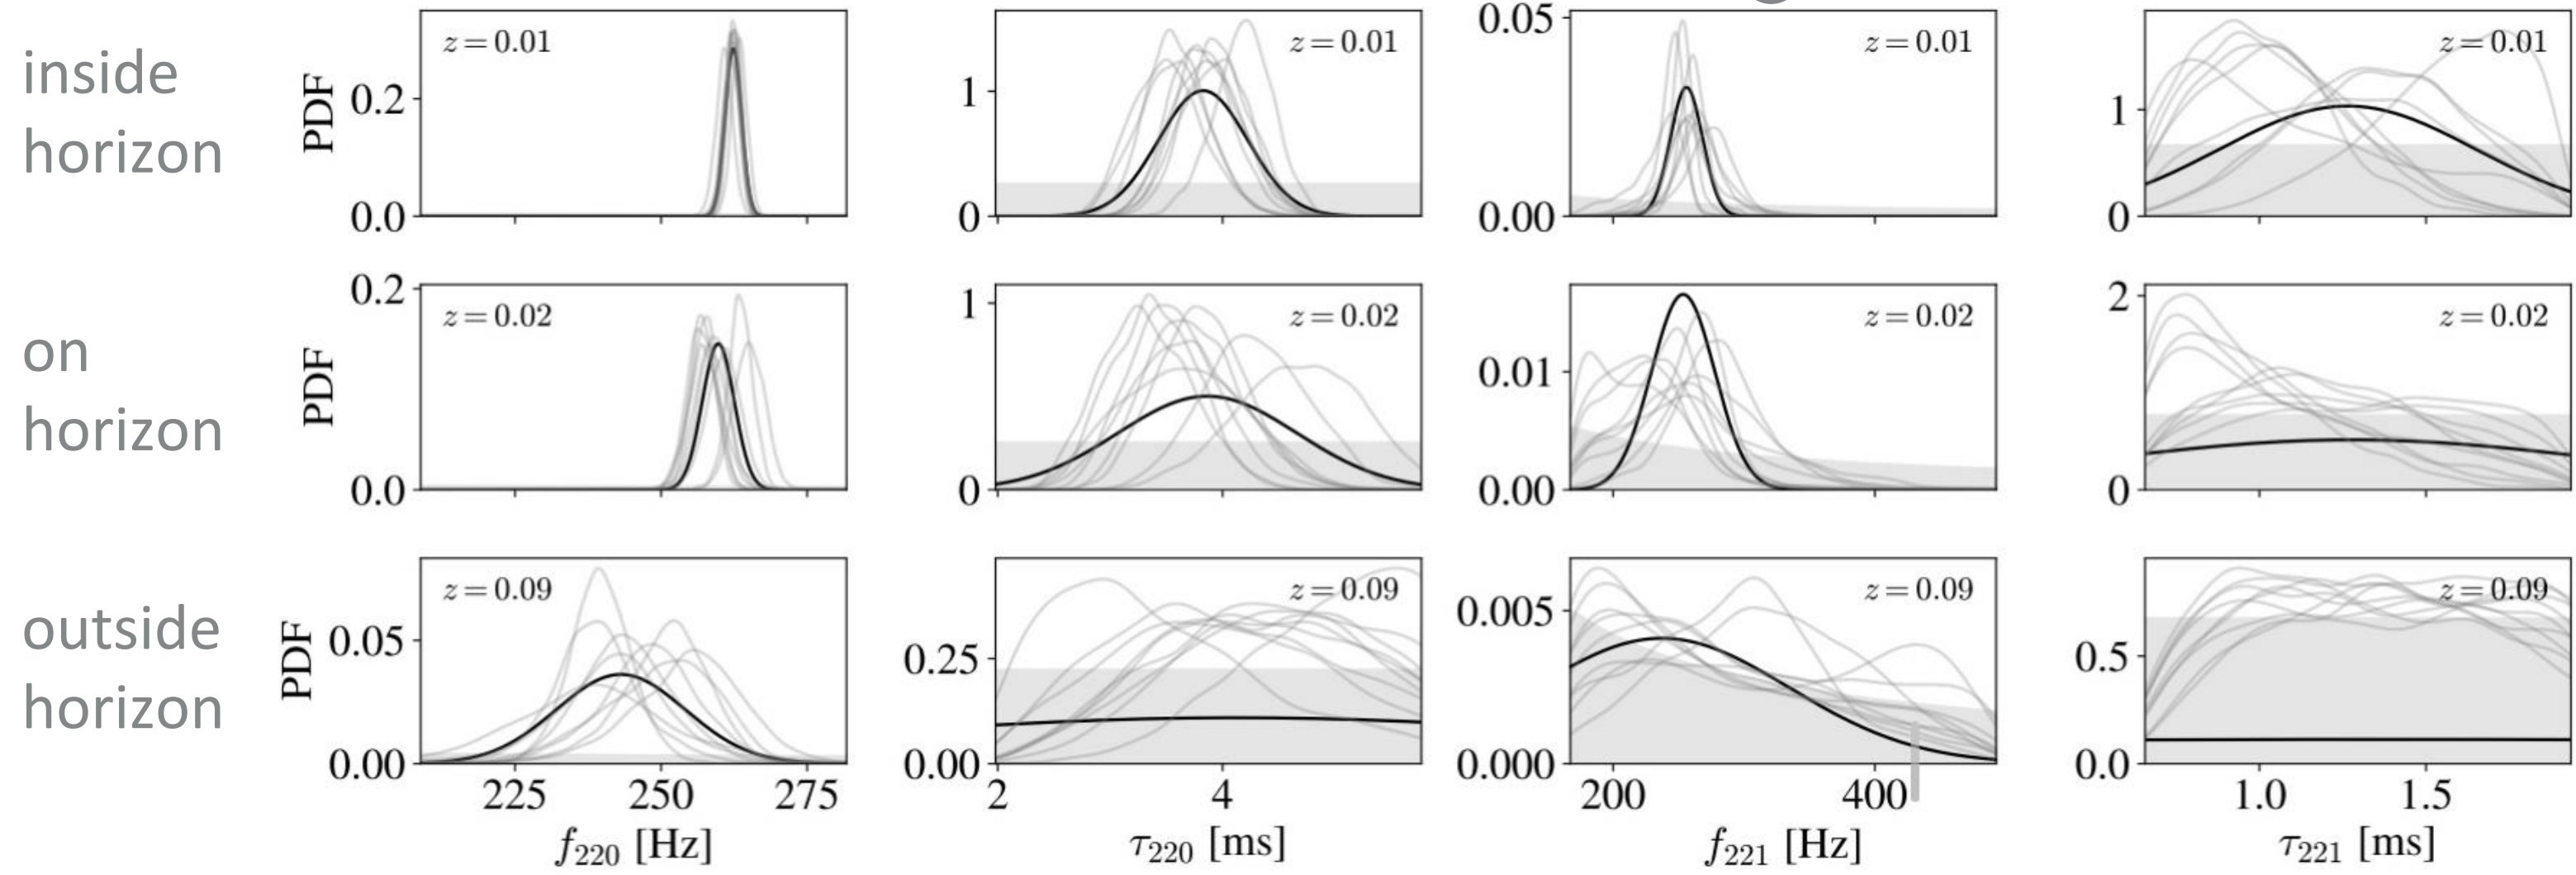 inside
horizon
PDF
0.2
0.0
z = 0.01
1
0
z = 0.01
0.05
0.00
z = 0.01
1
0
z = 0.01
on
horizon
PDF
0.2
0.0
z = 0.02
1
0
z = 0.02
0.01
0.00
z = 0.02
2
0
z = 0.02
outside
horizon
PDF
0.05
0.00
z = 0.09
0.25
0.00
z = 0.09
0.005
0.000
z = 0.09
0.5
0.0
z = 0.09
225 250 275
2 4
200 400
1.0 1.5
f220 [Hz]
τ220 [ms]
f221 [Hz]
τ221 [ms]